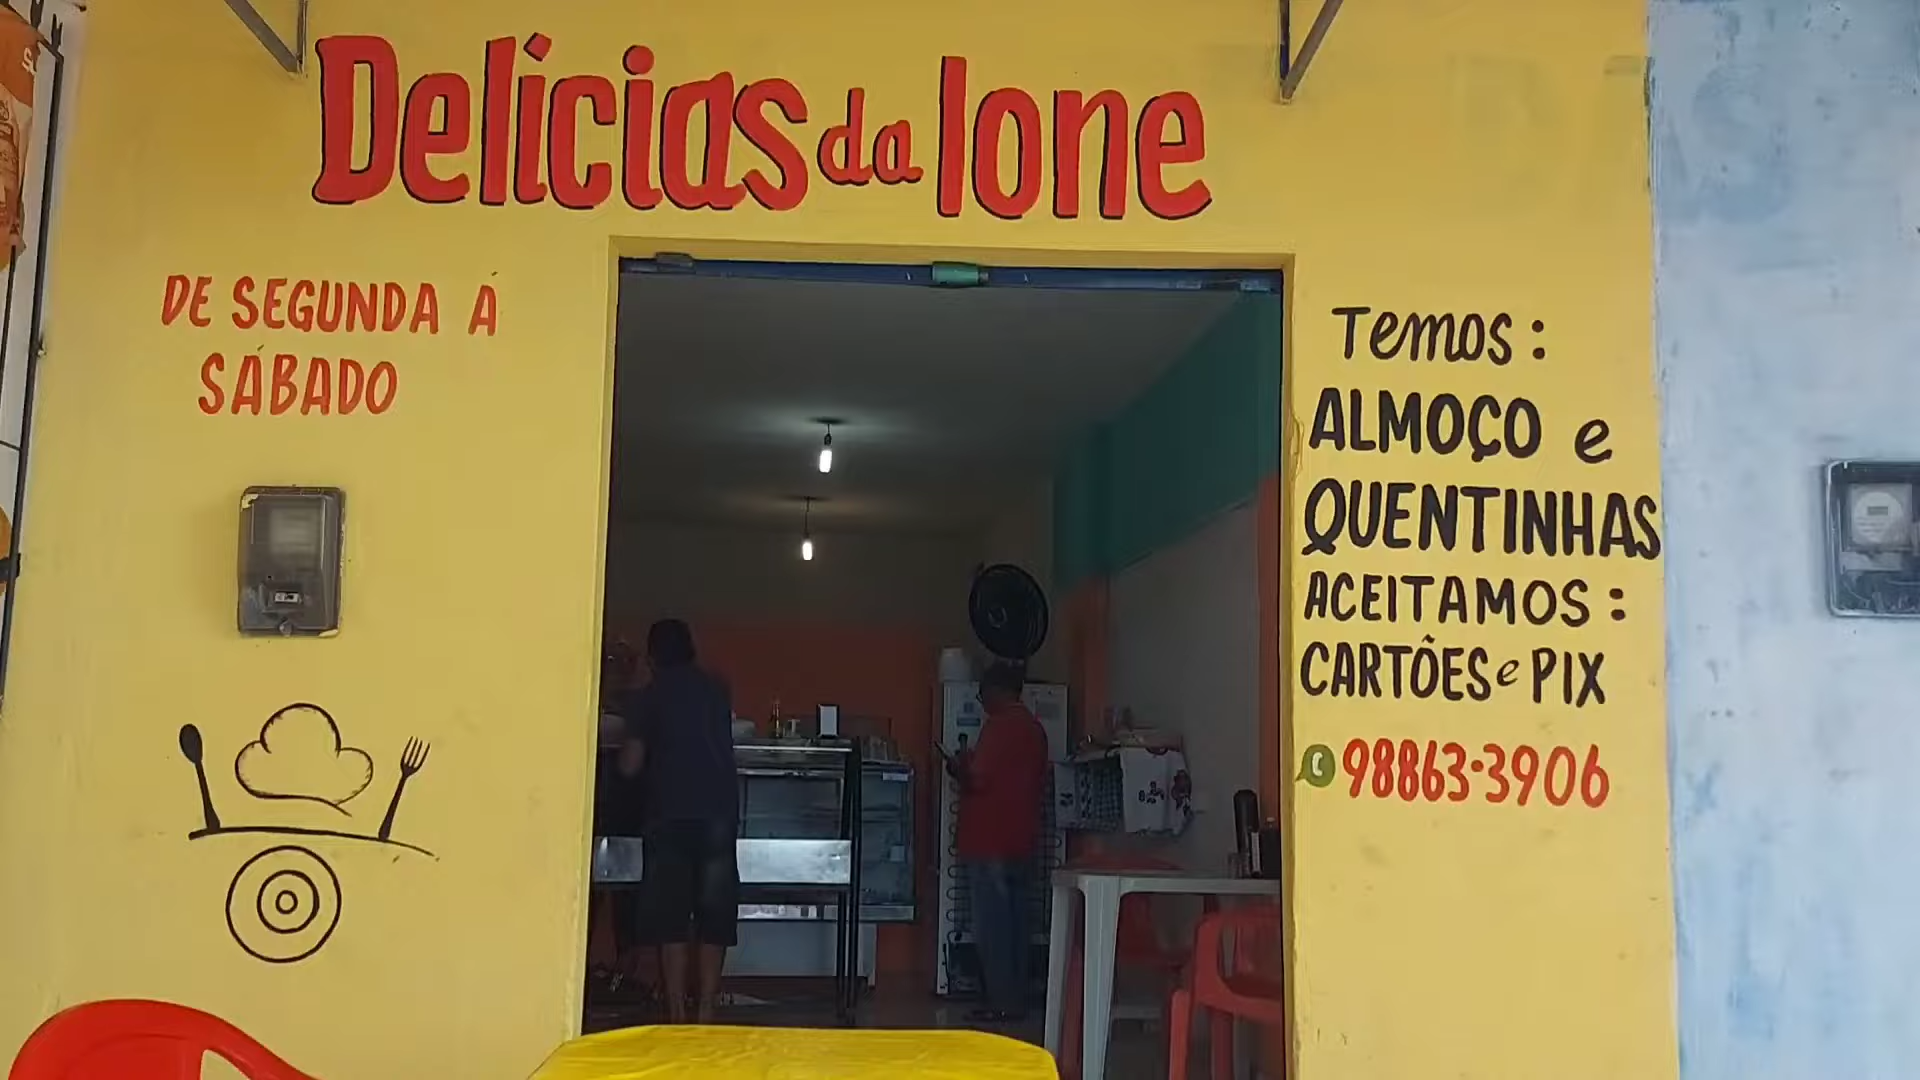 Delícias da Ione
DE SEGUNDA Á
SÁBADO
Temos:
ALMOÇO e
QUENTINHAS
ACEITAMOS:
CARTÕES e PIX
98863-3906